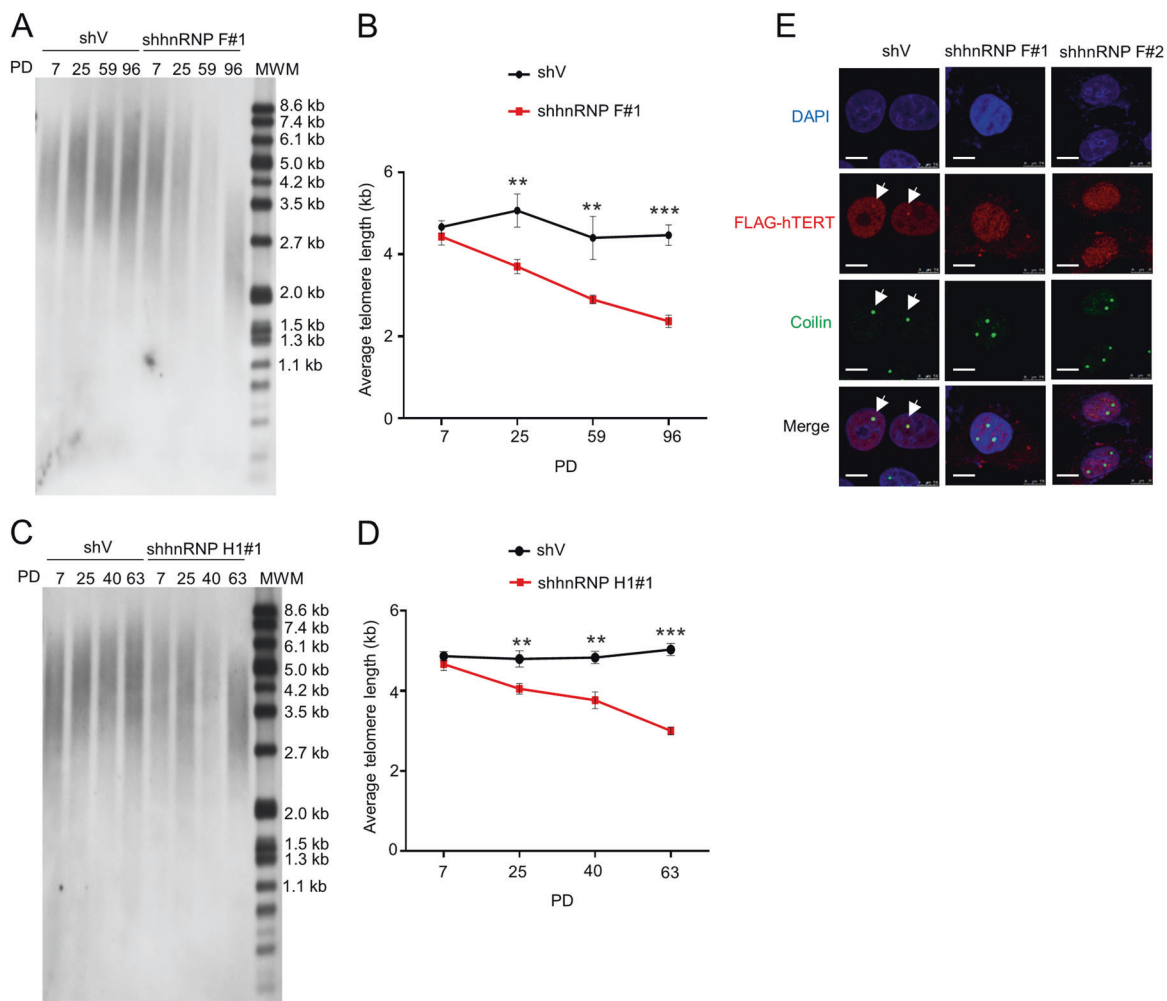 A
shV
shhnRNP F#1
PD 7 25 59 96 7 25 59 96 MWM
8.6 kb
7.4 kb
6.1 kb
5.0 kb
4.2 kb
3.5 kb
2.7 kb
2.0 kb
1.5 kb
1.3 kb
1.1 kb
B
shV
shhnRNP F#1
Average telomere length (kb)
6
4
2
0
** ** ***
7 25 59 96
PD
C
shV
shhnRNP H1#1
PD 7 25 40 63 7 25 40 63 MWM
8.6 kb
7.4 kb
6.1 kb
5.0 kb
4.2 kb
3.5 kb
2.7 kb
2.0 kb
1.5 kb
1.3 kb
1.1 kb
D
shV
shhnRNP H1#1
Average telomere length (kb)
6
4
2
0
** ** ***
7 25 40 63
PD
E
shV shhnRNP F#1 shhnRNP F#2
DAPI
FLAG-hTERT
Coilin
Merge